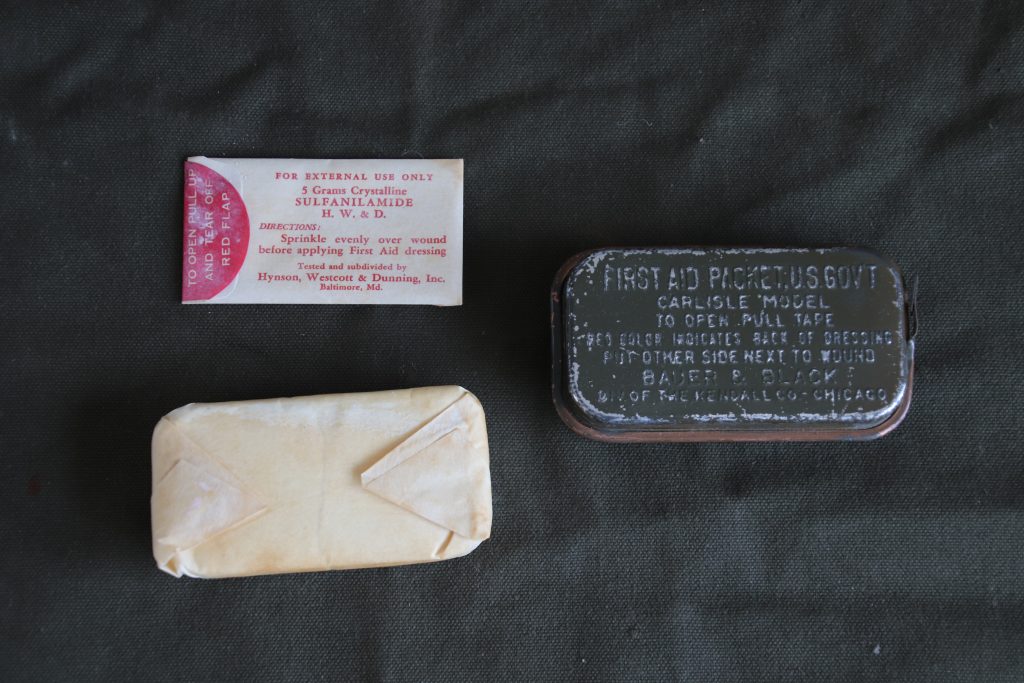 TO OPEN PULL UP
AND TEAR OFF
RED FLAP
FOR EXTERNAL USE ONLY
5 Grams Crystalline
SULFANILAMIDE
H. W. & D.
DIRECTIONS:
Sprinkle evenly over wound
before applying First Aid dressing
Tested and subdivided by
Hynson, Westcott & Dunning, Inc.
Baltimore, Md.
FIRST AID PACKET. U.S. GOV'T
CARLISLE MODEL
TO OPEN PULL TAPE
RED COLOR INDICATES BACK OF DRESSING
PUT OTHER SIDE NEXT TO WOUND
BAUER & BLACK
DIV. OF THE KENDALL CO. - CHICAGO